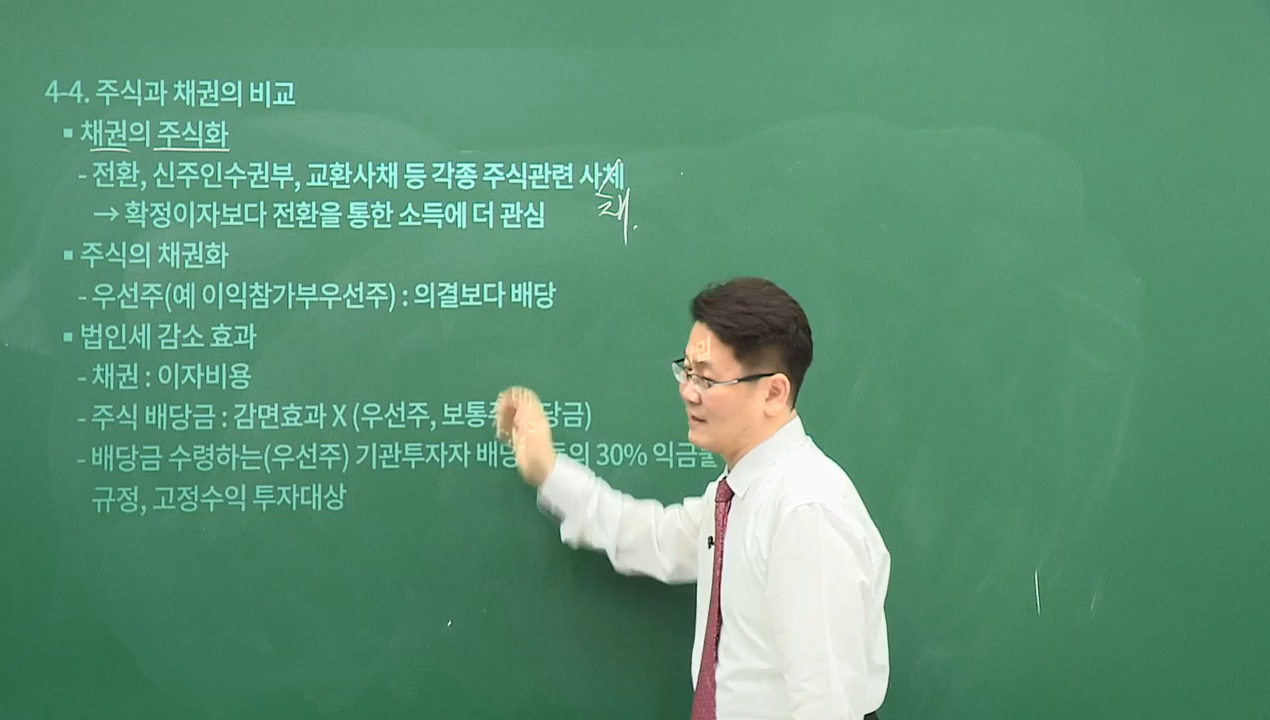 4-4. 주식과 채권의 비교
▪ 채권의 주식화
- 전환, 신주인수권부, 교환사채 등 각종 주식관련 사체
채.
→ 확정이자보다 전환을 통한 소득에 더 관심
▪ 주식의 채권화
- 우선주(예 이익참가부우선주) : 의결보다 배당
▪ 법인세 감소 효과
- 채권 : 이자비용
- 주식 배당금 : 감면효과 X (우선주, 보통주 당금)
- 배당금 수령하는(우선주) 기관투자자 배당 의 30% 익금
규정, 고정수익 투자대상